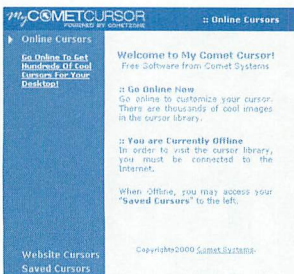 MyCOMETCURSOR
POWERED BY COMETZONE
:: Online Cursors
Online Cursors
Go Online To Get
Hundreds Of Cool
Cursors For Your
Desktop!
Welcome to My Comet Cursor!
Free Software from Comet Systems
:: Go Online Now
Go online to customize your cursor.
There are thousands of cool images
in the cursor library.
:: You are Currently Offline
In order to visit the cursor library,
you must be connected to the
Internet.
When Offline, you may access your
"Saved Cursors" to the left.
Copyright©2000 Comet Systems.
Website Cursors
Saved Cursors